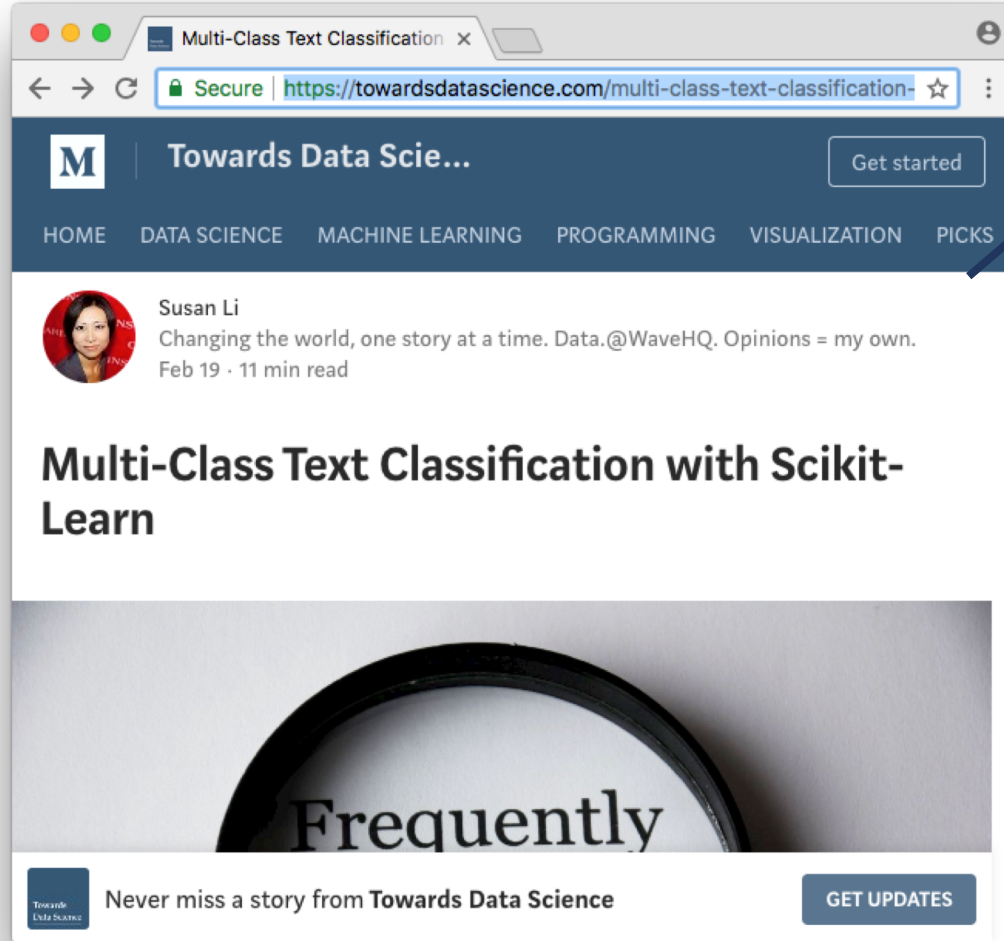 Multi-Class Text Classification
Secure https://towardsdatascience.com/multi-class-text-classification-
M Towards Data Scie... Get started
HOME DATA SCIENCE MACHINE LEARNING PROGRAMMING VISUALIZATION PICKS
Susan Li
Changing the world, one story at a time. Data.@WaveHQ. Opinions = my own.
Feb 19 · 11 min read
Multi-Class Text Classification with Scikit-
Learn
Frequently
Towards
Data Science
Never miss a story from Towards Data Science GET UPDATES